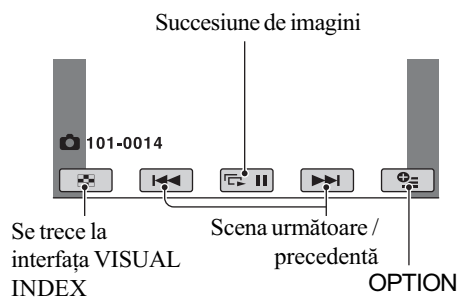 Succesiune de imagini
101-0014
Se trece la
interfața VISUAL
INDEX
Scena următoare /
precedentă
OPTION